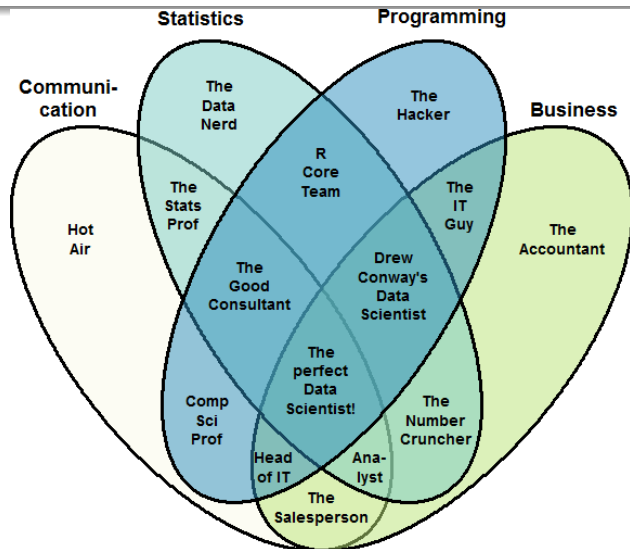 Statistics
Programming
Communi-
cation
Business
The
Data
Nerd
The
Hacker
R
Core
Team
The
Stats
Prof
The
IT
Guy
Hot
Air
The
Accountant
The
Good
Consultant
Drew
Conway's
Data
Scientist
The
perfect
Data
Scientist!
Comp
Sci
Prof
The
Number
Cruncher
Head
of IT
Ana-
lyst
The
Salesperson